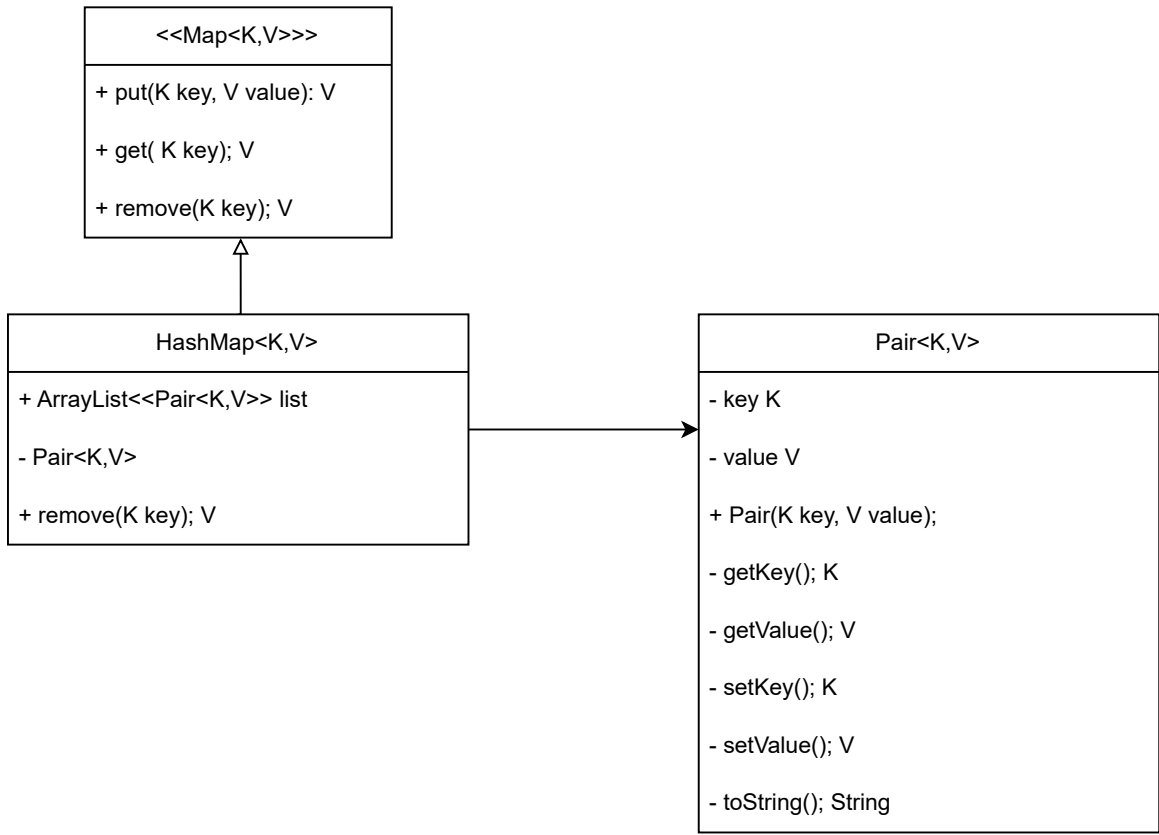 <<Map<K,V>>>
+ put(K key, V value): V
+ get( K key); V
+ remove(K key); V
HashMap<K,V>
+ ArrayList<<Pair<K,V>> list
- Pair<K,V>
+ remove(K key); V
Pair<K,V>
- key K
- value V
+ Pair(K key, V value);
- getKey(); K
- getValue(); V
- setKey(); K
- setValue(); V
- toString(); String